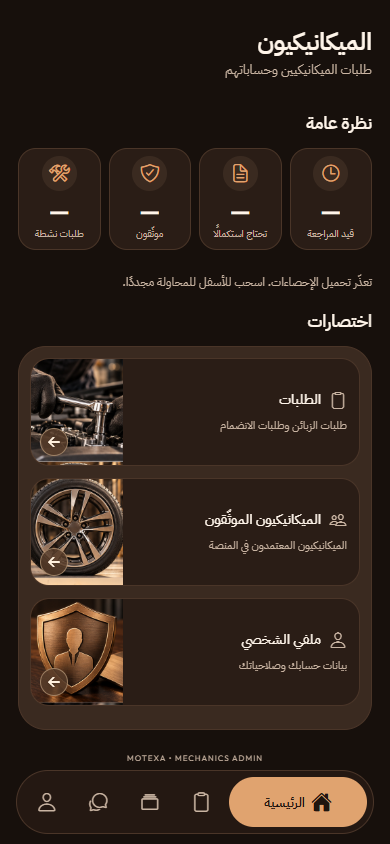 الميكانيكيون
طلبات الميكانيكيين وحساباتهم
نظرة عامة
—
قيد المراجعة
—
تحتاج استكمالًا
—
موثّقون
—
طلبات نشطة
تعذّر تحميل الإحصاءات. اسحب للأسفل للمحاولة مجددًا.
اختصارات
الطلبات
طلبات الزبائن وطلبات الانضمام
الميكانيكيون الموثّقون
الميكانيكيون المعتمدون في المنصة
ملفي الشخصي
بيانات حسابك وصلاحياتك
MOTEXA • MECHANICS ADMIN
الرئيسية